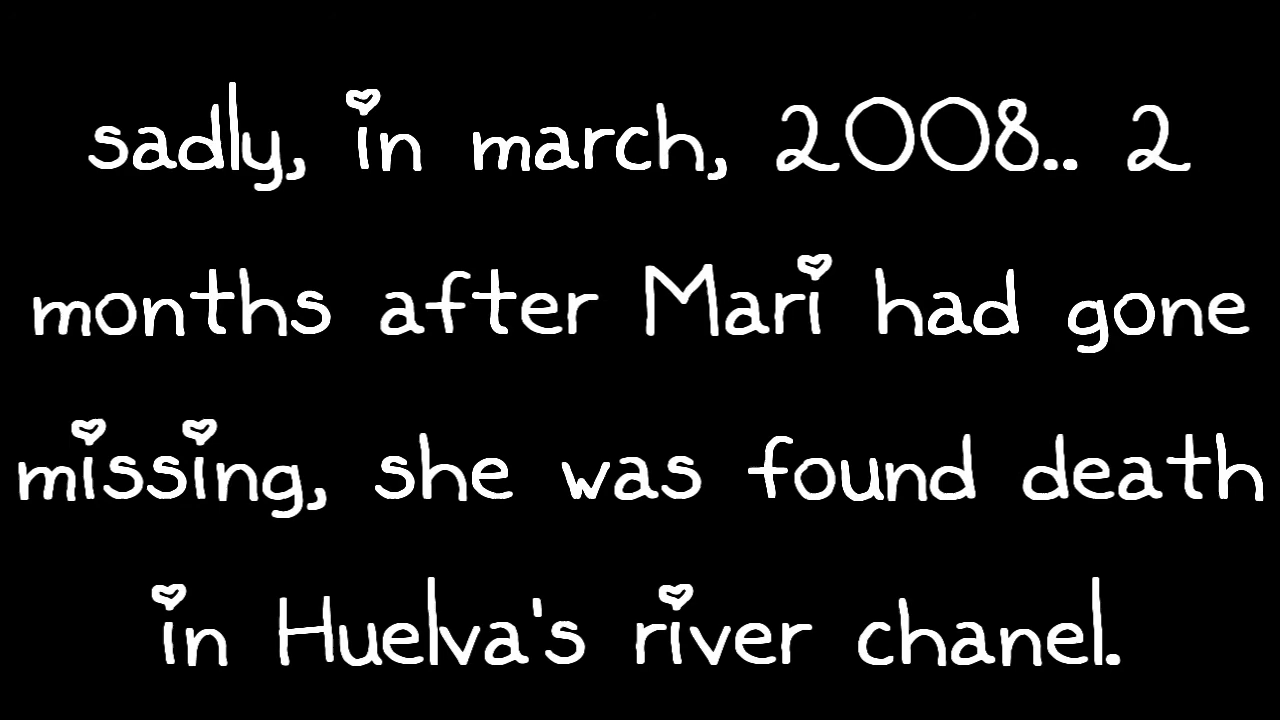 sadly, in march, 2008.. 2
months after Mari had gone
missing, she was found death
in Huelva's river chanel.